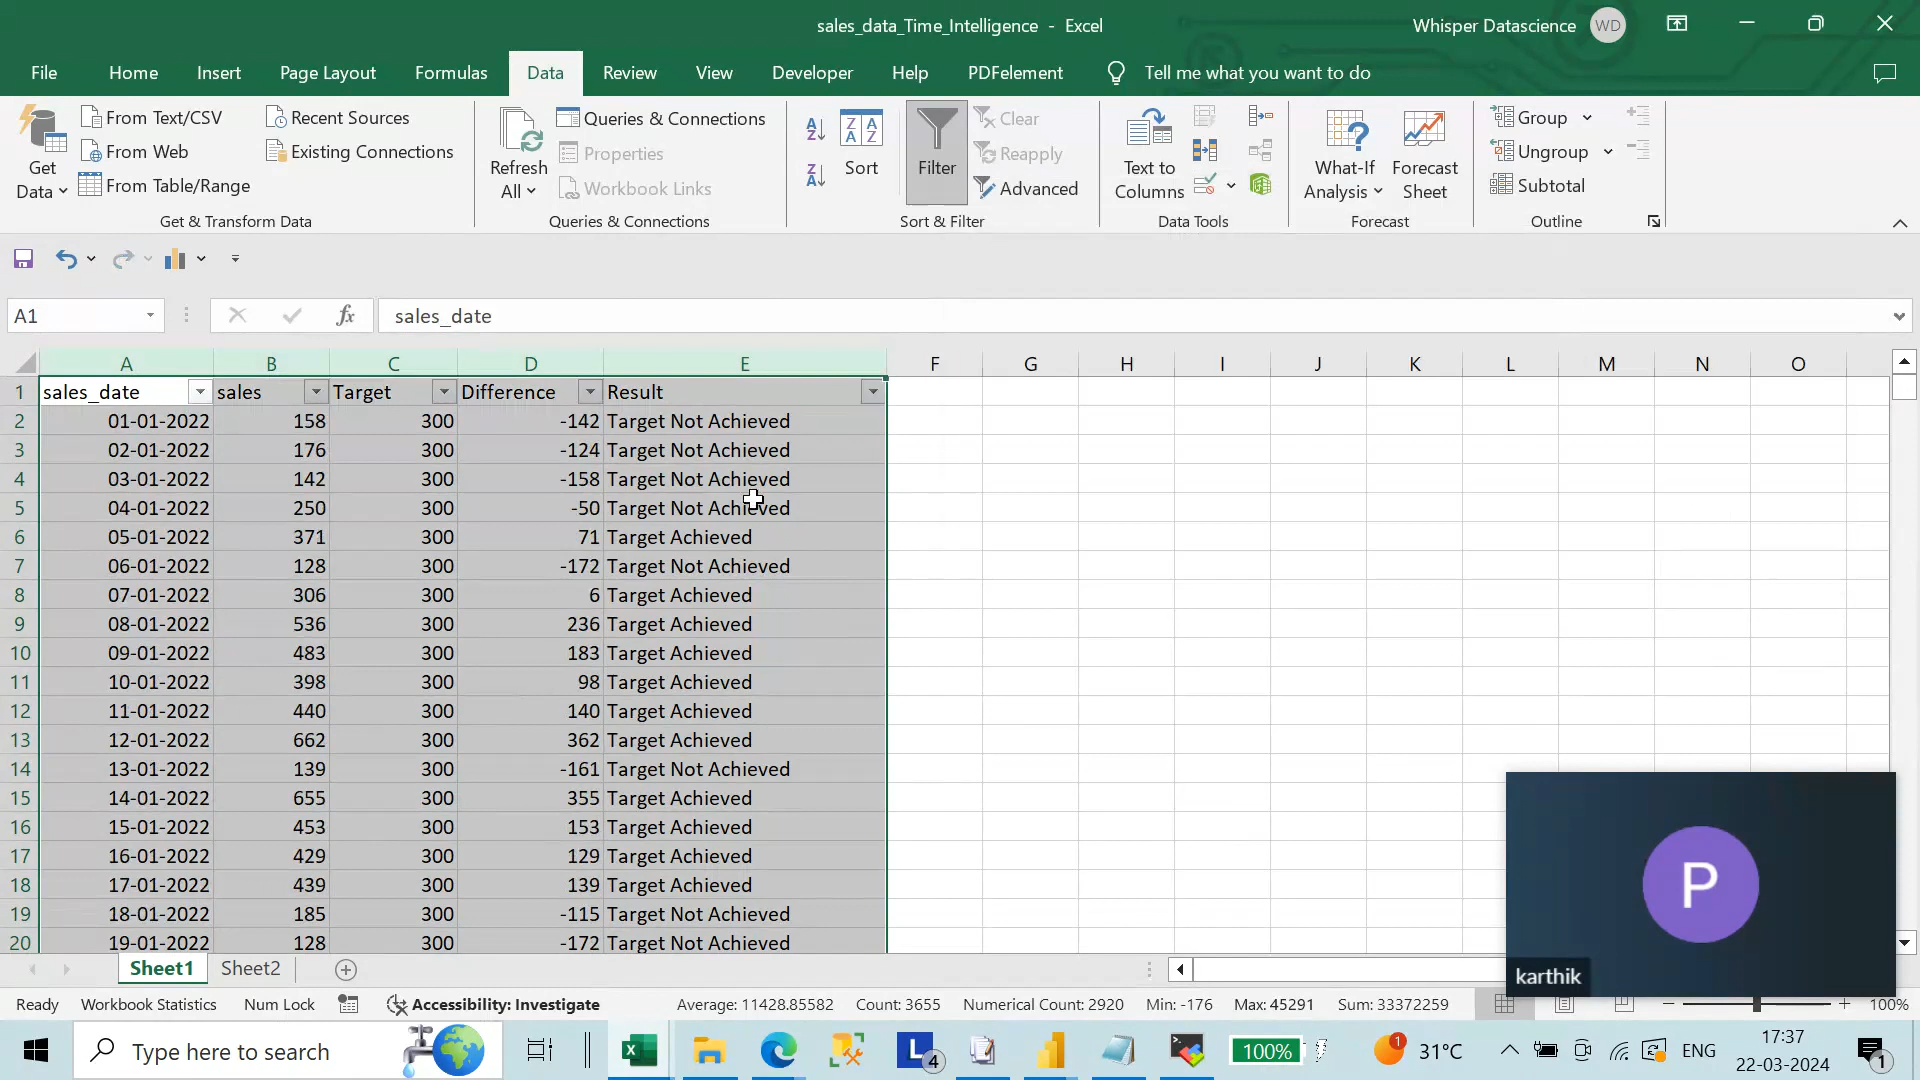 sales_data_Time_Intelligence - Excel
Whisper Datascience WD
File Home Insert Page Layout Formulas Data Review View Developer Help PDFelement Tell me what you want to do
Get Data
From Text/CSV
From Web
From Table/Range
Recent Sources
Existing Connections
Get & Transform Data
Refresh All
Queries & Connections
Properties
Workbook Links
Queries & Connections
Sort
Filter
Clear
Reapply
Advanced
Sort & Filter
Text to Columns
Data Tools
What-If Analysis
Forecast Sheet
Forecast
Group
Ungroup
Subtotal
Outline
A1 fx sales_date
A B C D E F G H I J K L M N O
1 sales_date sales Target Difference Result
2 01-01-2022 158 300 -142 Target Not Achieved
3 02-01-2022 176 300 -124 Target Not Achieved
4 03-01-2022 142 300 -158 Target Not Achieved
5 04-01-2022 250 300 -50 Target Not Achieved
6 05-01-2022 371 300 71 Target Achieved
7 06-01-2022 128 300 -172 Target Not Achieved
8 07-01-2022 306 300 6 Target Achieved
9 08-01-2022 536 300 236 Target Achieved
10 09-01-2022 483 300 183 Target Achieved
11 10-01-2022 398 300 98 Target Achieved
12 11-01-2022 440 300 140 Target Achieved
13 12-01-2022 662 300 362 Target Achieved
14 13-01-2022 139 300 -161 Target Not Achieved
15 14-01-2022 655 300 355 Target Achieved
16 15-01-2022 453 300 153 Target Achieved
17 16-01-2022 429 300 129 Target Achieved
18 17-01-2022 439 300 139 Target Achieved
19 18-01-2022 185 300 -115 Target Not Achieved
20 19-01-2022 128 300 -172 Target Not Achieved
P
karthik
Sheet1 Sheet2
Ready Workbook Statistics Num Lock Accessibility: Investigate Average: 11428.85582 Count: 3655 Numerical Count: 2920 Min: -176 Max: 45291 Sum: 33372259 100%
Type here to search
L 4
100%
1
31°C
ENG
17:37
22-03-2024
1